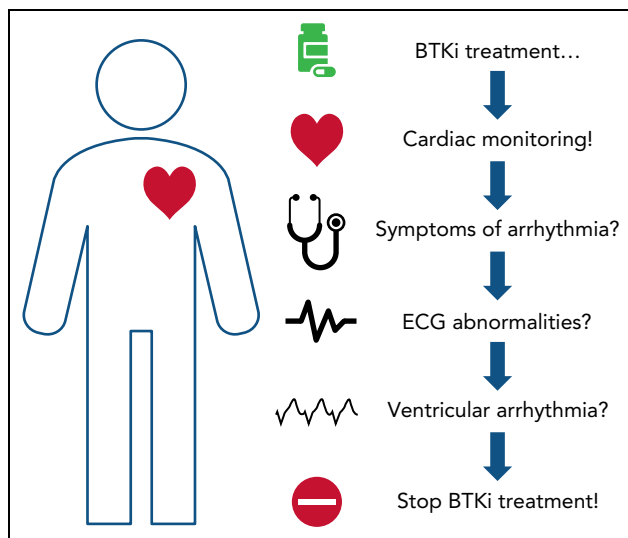 BTKi treatment…
Cardiac monitoring!
Symptoms of arrhythmia?
ECG abnormalities?
Ventricular arrhythmia?
Stop BTKi treatment!